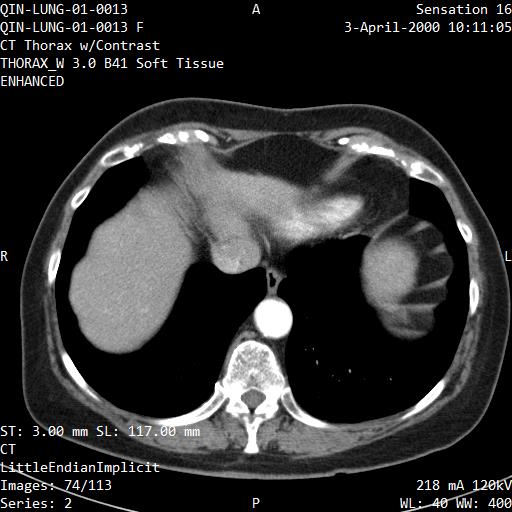 QIN-LUNG-01-0013
A
Sensation 16
QIN-LUNG-01-0013 F
3-April-2000 10:11:05
CT Thorax w/Contrast
THORAX_W 3.0 B41 Soft Tissue
ENHANCED
R
L
ST: 3.00 mm SL: 117.00 mm
CT
LittleEndianImplicit
Images: 74/113
218 mA 120kV
Series: 2
P
WL: 40 WW: 400